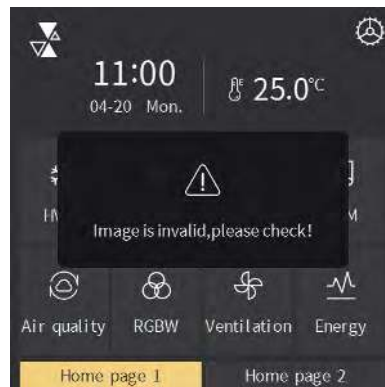 11:00
04-20 Mon.
25.0°C
Image is invalid,please check!
Air quality
RGBW
Ventilation
Energy
Home page 1
Home page 2